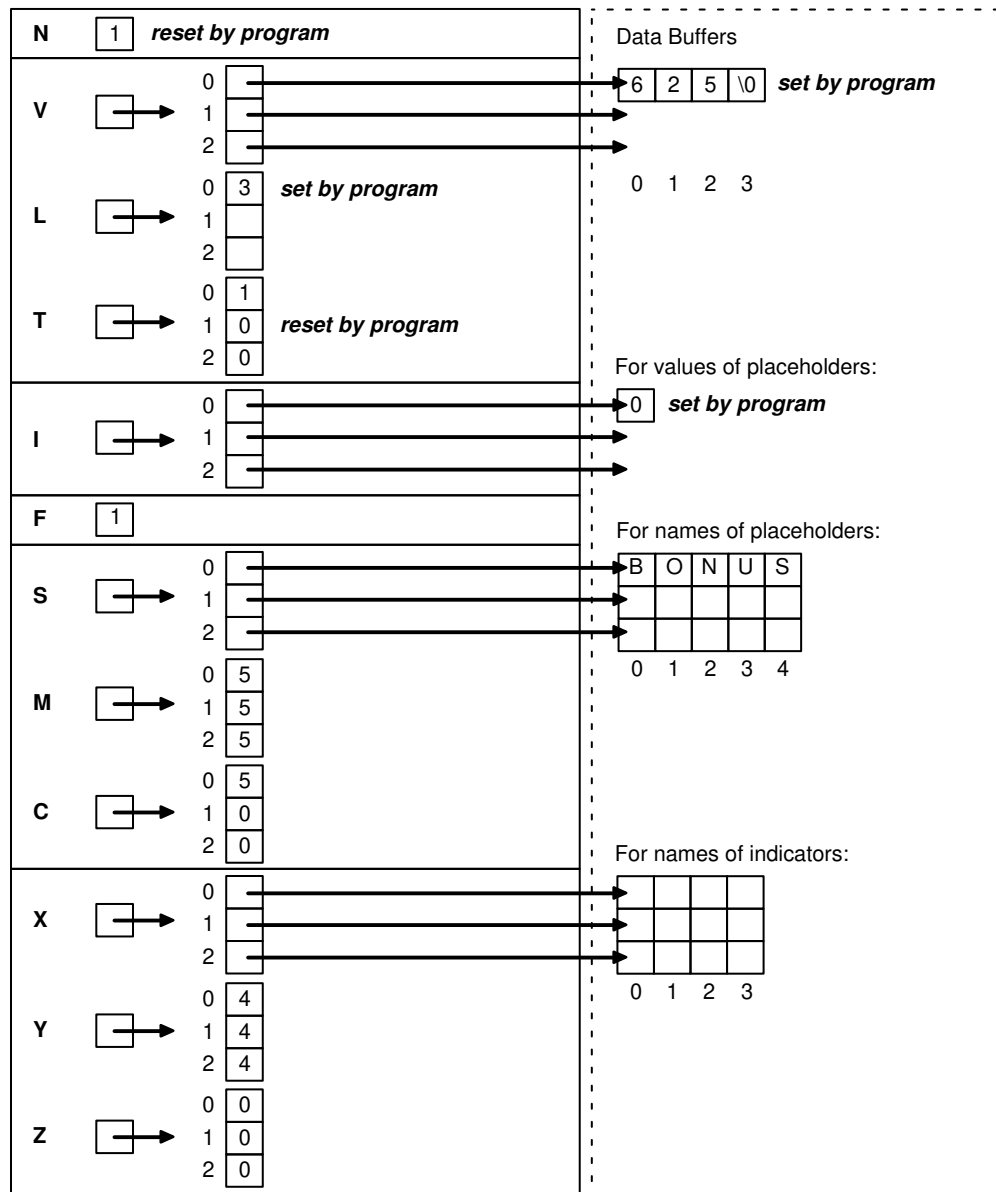 N 1 reset by program
Data Buffers
V 0 1 2
6 2 5 \0 set by program
0 1 2 3
L 0 3 set by program
1
2
T 0 1
1 0 reset by program
2 0
For values of placeholders:
I 0 1 2
0 set by program
F 1
For names of placeholders:
S 0 1 2
B O N U S
0 1 2 3 4
M 0 5
1 5
2 5
C 0 5
1 0
2 0
For names of indicators:
X 0 1 2
0 1 2 3
Y 0 4
1 4
2 4
Z 0 0
1 0
2 0